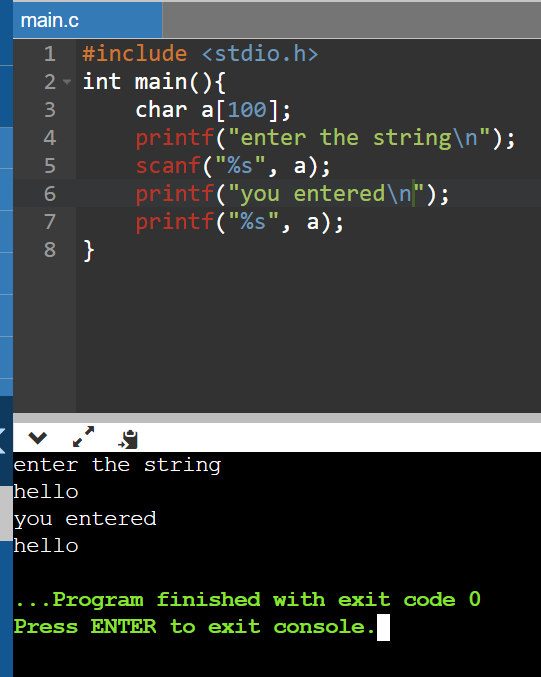 main.c
1 #include <stdio.h>
2 int main(){
3     char a[100];
4     printf("enter the string\n");
5     scanf("%s", a);
6     printf("you entered\n");
7     printf("%s", a);
8 }
enter the string
hello
you entered
hello
...Program finished with exit code 0
Press ENTER to exit console.